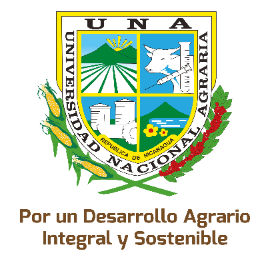 UNA
UNIVERSIDAD NACIONAL AGRARIA
REPÚBLICA DE NICARAGUA
Por un Desarrollo Agrario
Integral y Sostenible